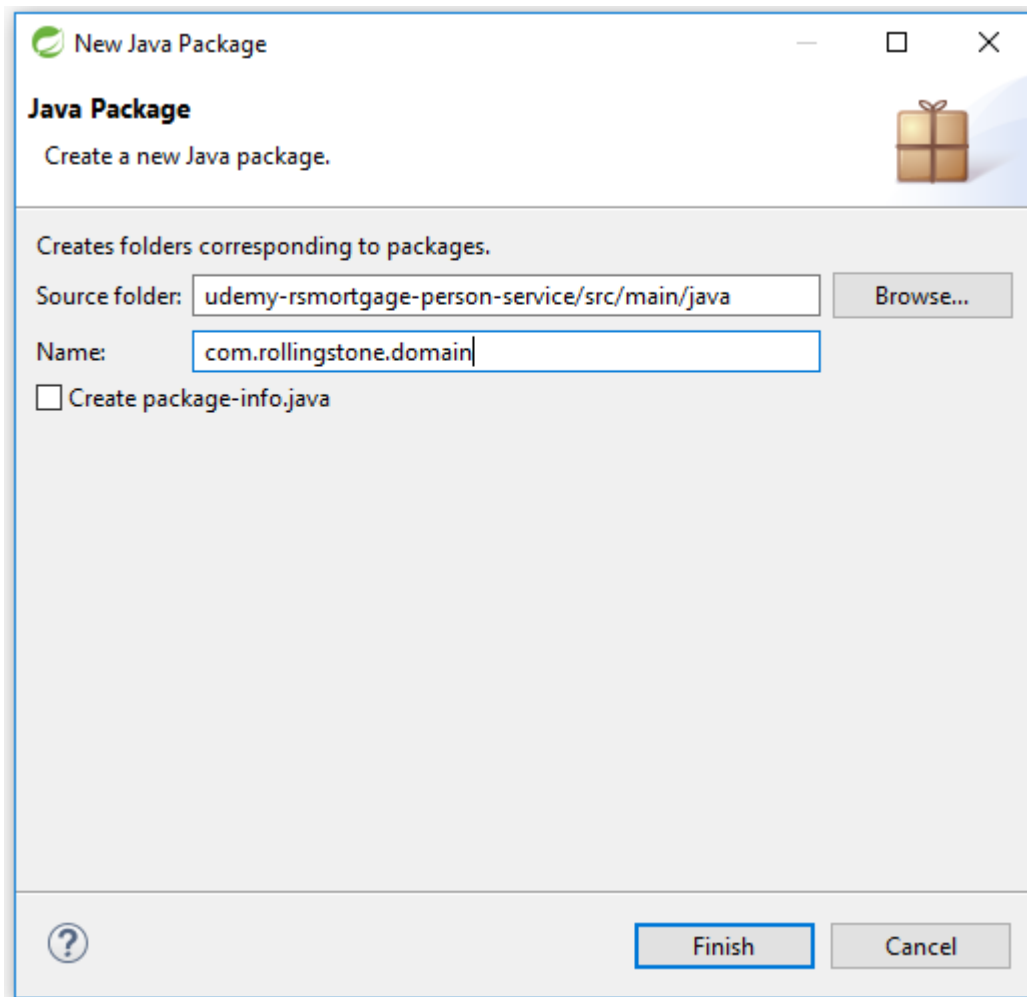 New Java Package
Java Package
Create a new Java package.
Creates folders corresponding to packages.
Source folder: udemy-rsmortgage-person-service/src/main/java Browse...
Name: com.rollingstone.domain
Create package-info.java
? Finish Cancel